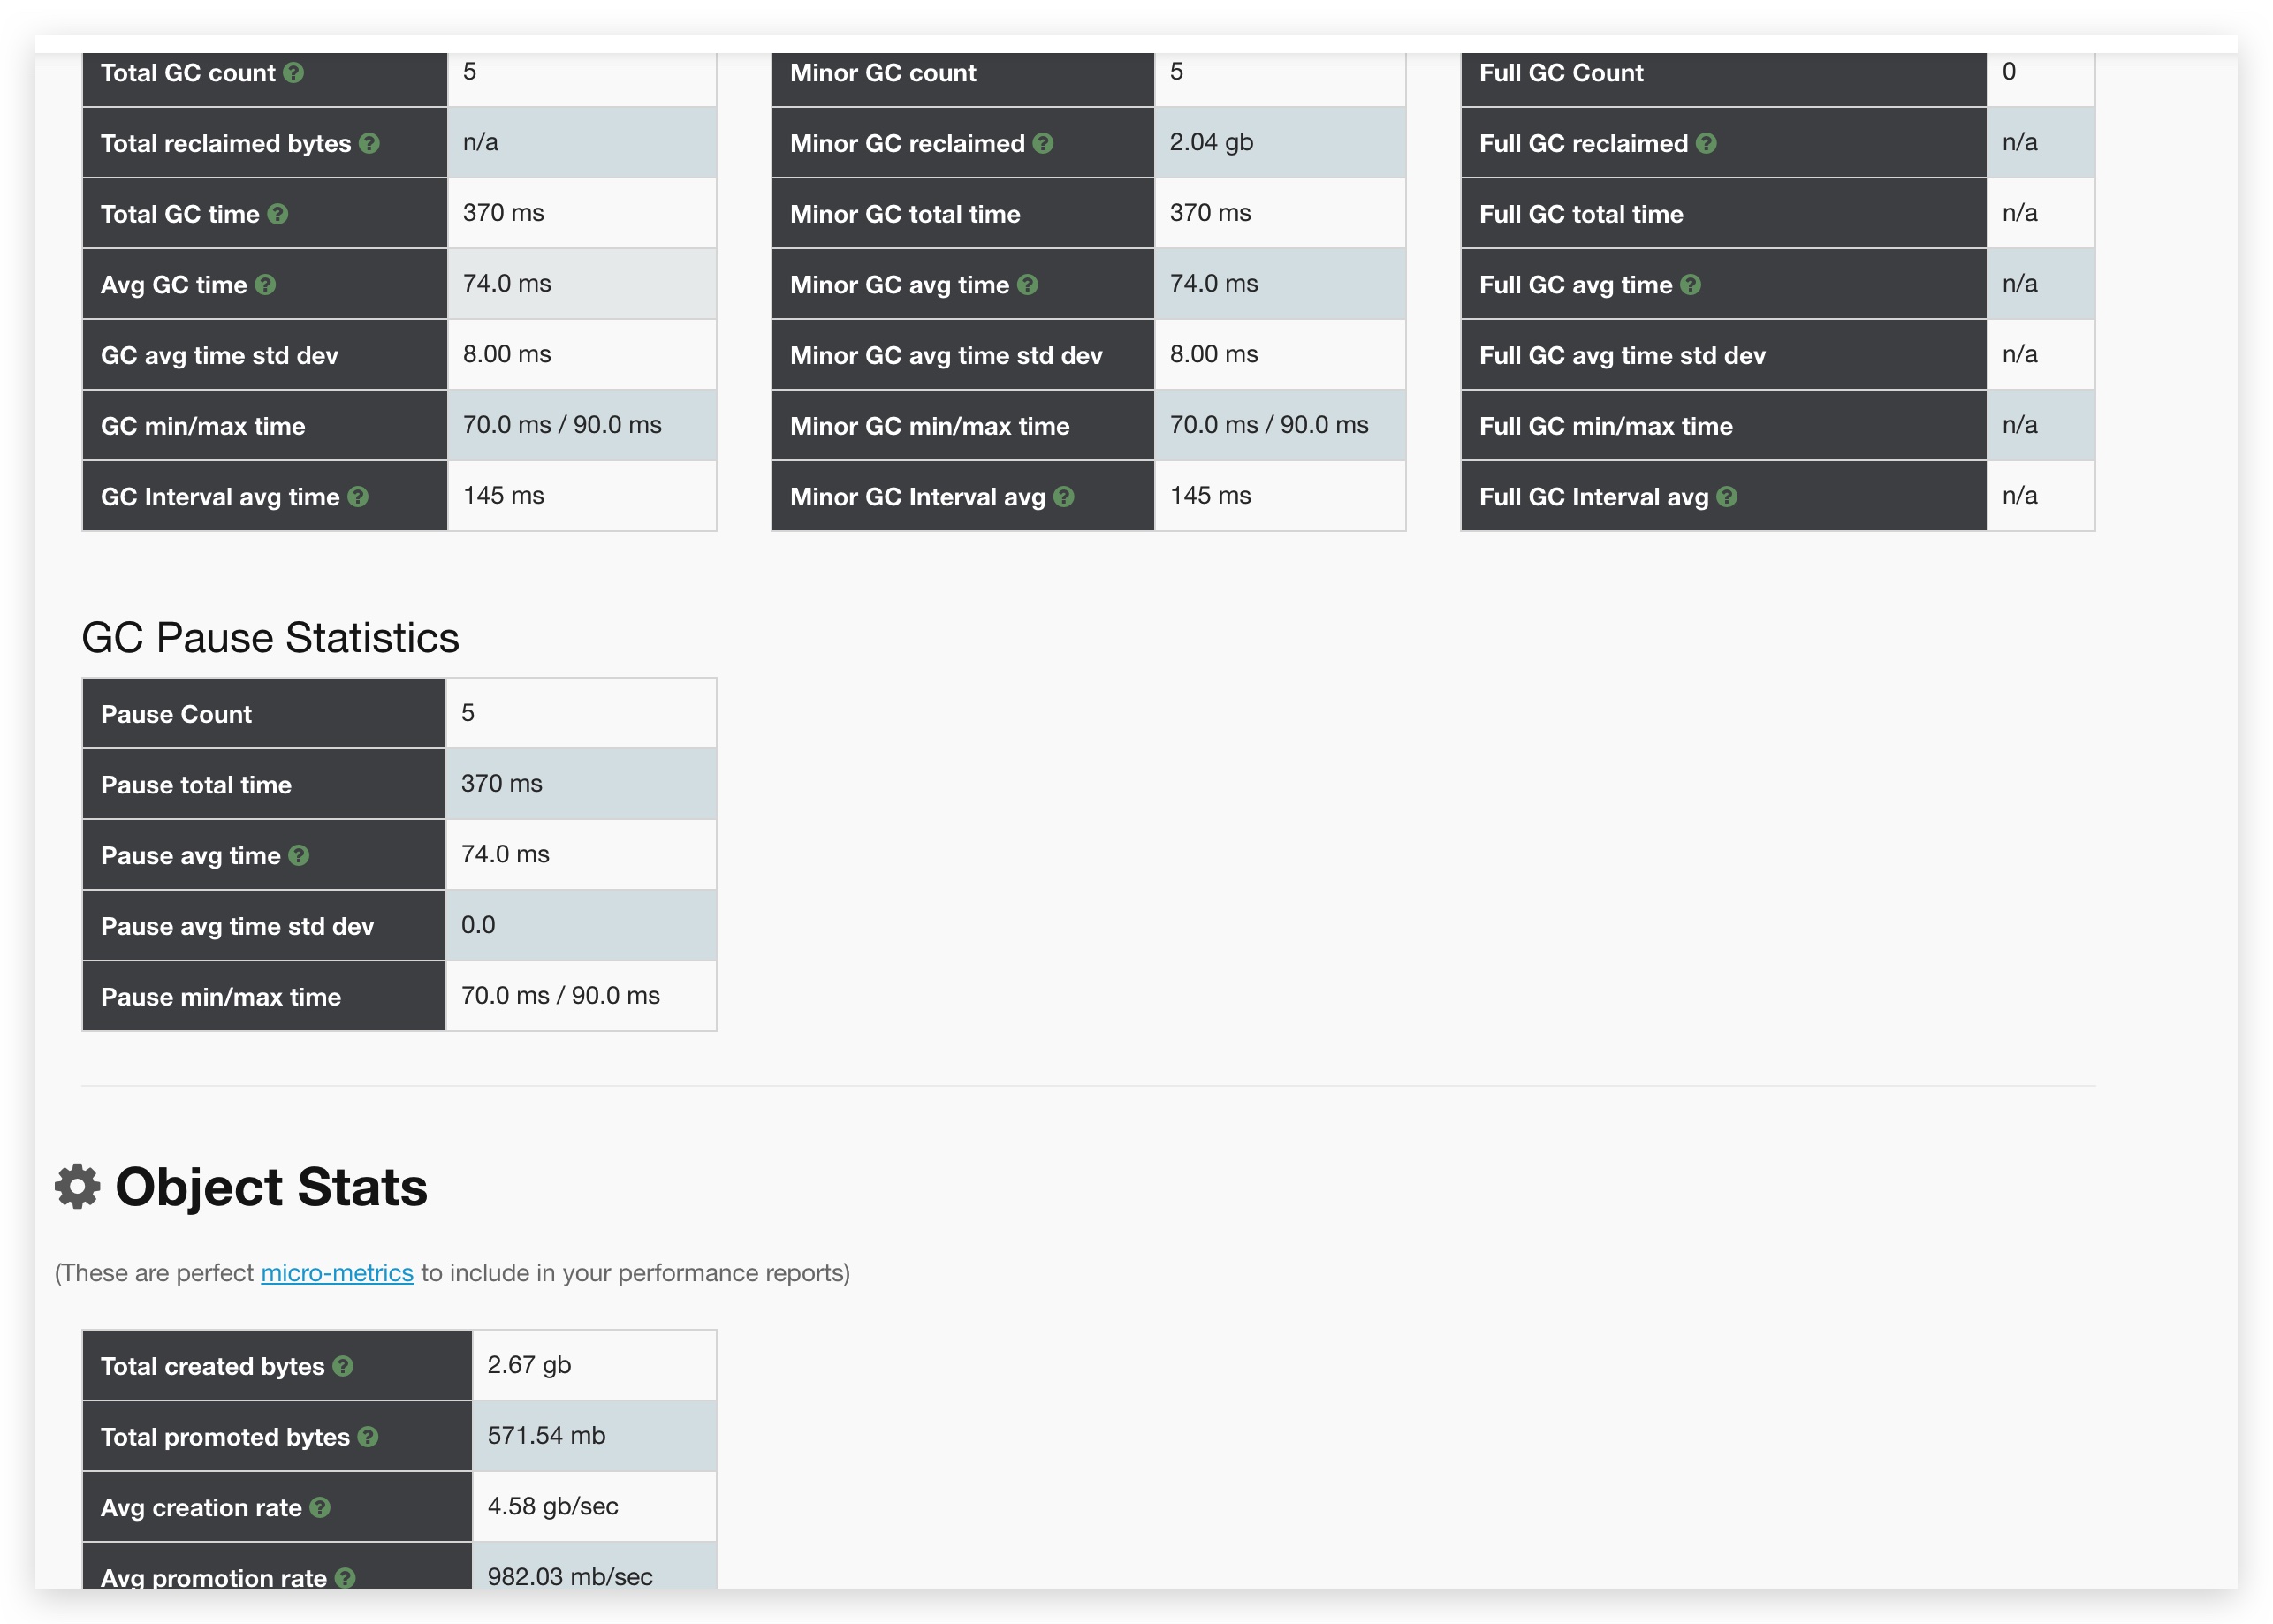 Total GC count 5
Total reclaimed bytes n/a
Total GC time 370 ms
Avg GC time 74.0 ms
GC avg time std dev 8.00 ms
GC min/max time 70.0 ms / 90.0 ms
GC Interval avg time 145 ms
Minor GC count 5
Minor GC reclaimed 2.04 gb
Minor GC total time 370 ms
Minor GC avg time 74.0 ms
Minor GC avg time std dev 8.00 ms
Minor GC min/max time 70.0 ms / 90.0 ms
Minor GC Interval avg 145 ms
Full GC Count 0
Full GC reclaimed n/a
Full GC total time n/a
Full GC avg time n/a
Full GC avg time std dev n/a
Full GC min/max time n/a
Full GC Interval avg n/a
GC Pause Statistics
Pause Count 5
Pause total time 370 ms
Pause avg time 74.0 ms
Pause avg time std dev 0.0
Pause min/max time 70.0 ms / 90.0 ms
Object Stats
(These are perfect micro-metrics to include in your performance reports)
Total created bytes 2.67 gb
Total promoted bytes 571.54 mb
Avg creation rate 4.58 gb/sec
Avg promotion rate 982.03 mb/sec